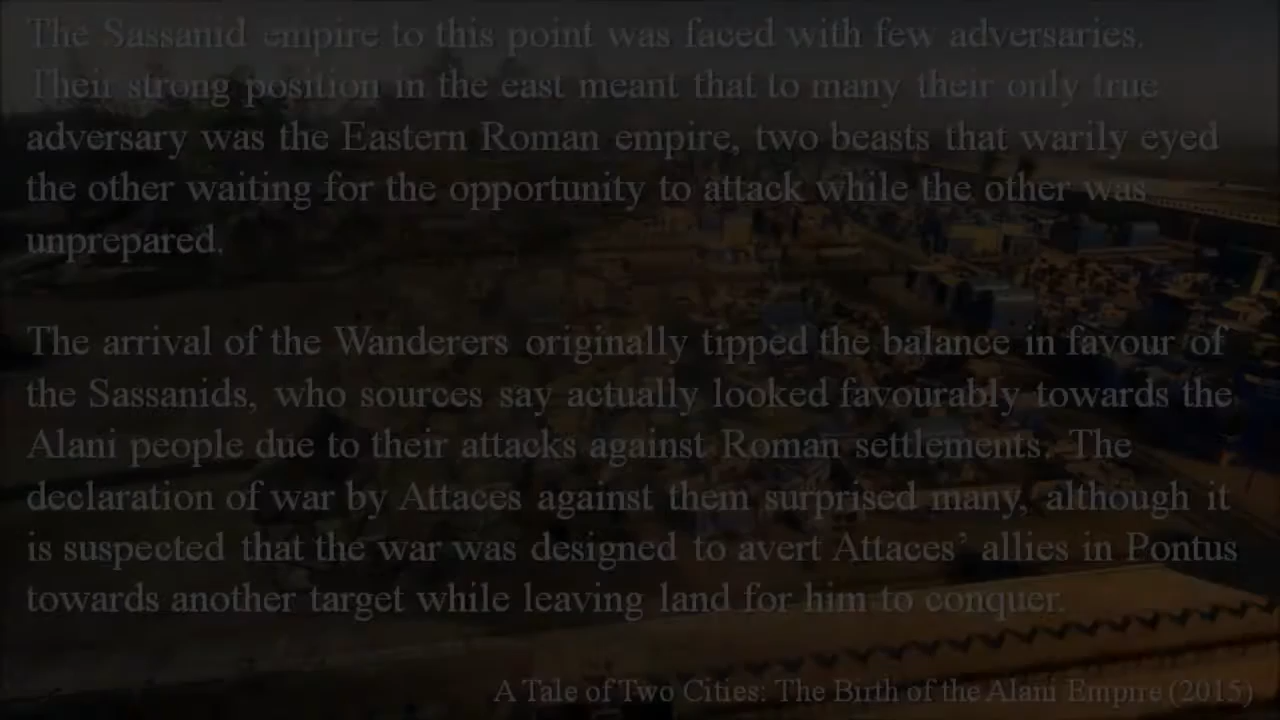 The Sassanid empire to this point was faced with few adversaries.
Their strong position in the east meant that to many their only true
adversary was the Eastern Roman empire, two beasts that warily eyed
the other waiting for the opportunity to attack while the other was
unprepared.
The arrival of the Wanderers originally tipped the balance in favour of
the Sassanids, who sources say actually looked favourably towards the
Alani people due to their attacks against Roman settlements. The
declaration of war by Attaces against them surprised many, although it
is suspected that the war was designed to avert Attaces’ allies in Pontus
towards another target while leaving land for him to conquer.
A Tale of Two Cities: The Birth of the Alani Empire (2015)